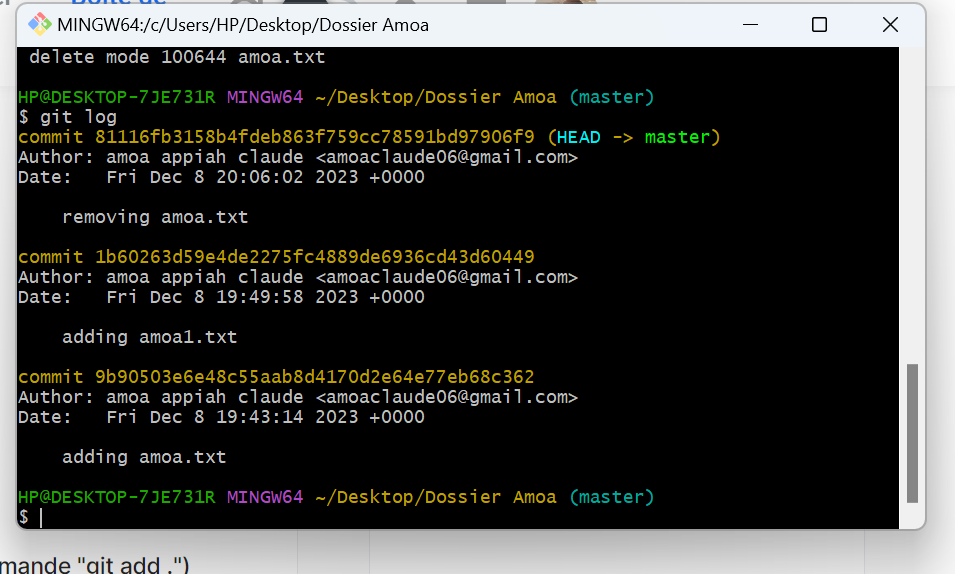 Boîte de
MINGW64:/c/Users/HP/Desktop/Dossier Amoa
delete mode 100644 amoa.txt
HP@DESKTOP-7JE731R MINGW64 ~/Desktop/Dossier Amoa (master)
$ git log
commit 81116fb3158b4fdeb863f759cc78591bd97906f9 (HEAD -> master)
Author: amoa appiah claude <amoaclaude06@gmail.com>
Date:   Fri Dec 8 20:06:02 2023 +0000
removing amoa.txt
commit 1b60263d59e4de2275fc4889de6936cd43d60449
Author: amoa appiah claude <amoaclaude06@gmail.com>
Date:   Fri Dec 8 19:49:58 2023 +0000
adding amoa1.txt
commit 9b90503e6e48c55aab8d4170d2e64e77eb68c362
Author: amoa appiah claude <amoaclaude06@gmail.com>
Date:   Fri Dec 8 19:43:14 2023 +0000
adding amoa.txt
HP@DESKTOP-7JE731R MINGW64 ~/Desktop/Dossier Amoa (master)
$
mande "git add .")